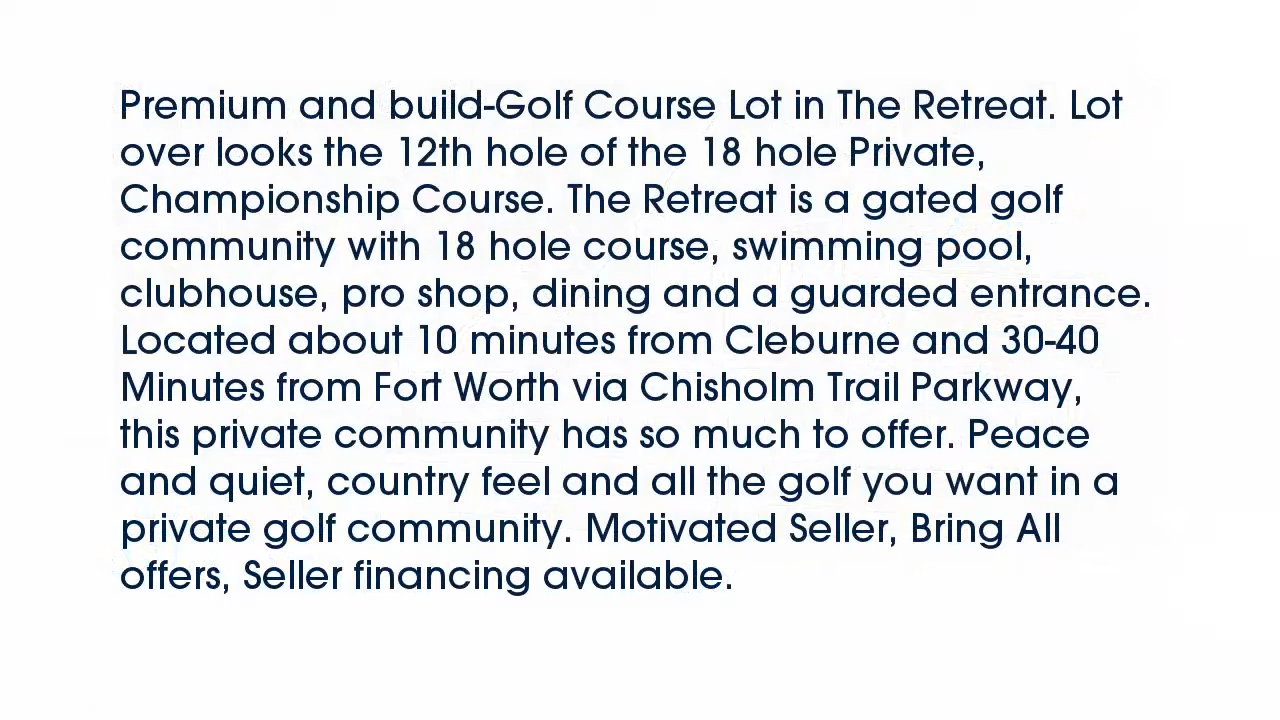 Premium and build-Golf Course Lot in The Retreat. Lot
over looks the 12th hole of the 18 hole Private,
Championship Course. The Retreat is a gated golf
community with 18 hole course, swimming pool,
clubhouse, pro shop, dining and a guarded entrance.
Located about 10 minutes from Cleburne and 30-40
Minutes from Fort Worth via Chisholm Trail Parkway,
this private community has so much to offer. Peace
and quiet, country feel and all the golf you want in a
private golf community. Motivated Seller, Bring All
offers, Seller financing available.